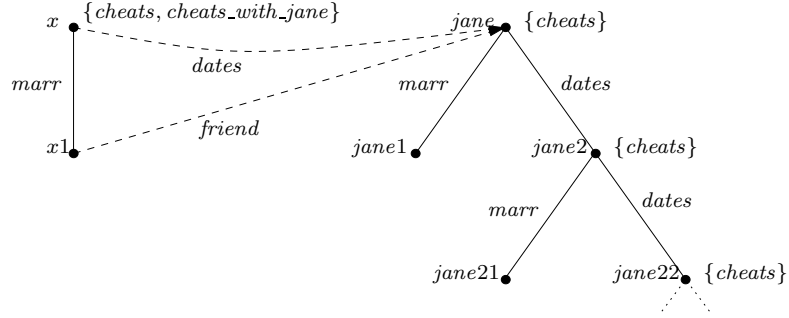 x {cheats, cheats_with_jane} jane {cheats}
dates
marr marr dates
friend
x1 jane1 jane2 {cheats}
marr dates
jane21 jane22 {cheats}